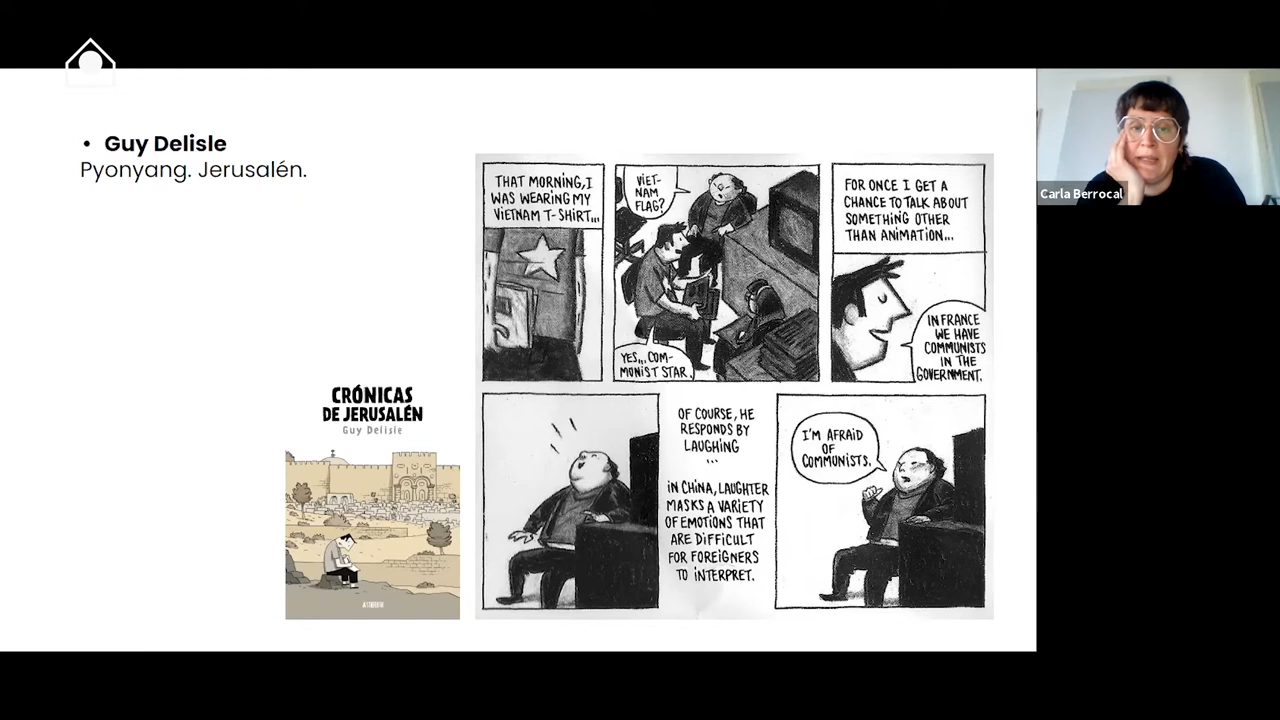 • Guy Delisle
Pyonyang. Jerusalén.
CRÓNICAS
DE JERUSALÉN
Guy Delisle
ASTIBERRI
THAT MORNING, I
WAS WEARING MY
VIETNAM T-SHIRT...
VIET-
NAM
FLAG?
YES... COM-
MONIST STAR.
FOR ONCE I GET A
CHANCE TO TALK ABOUT
SOMETHING OTHER
THAN ANIMATION...
IN FRANCE
WE HAVE
COMMUNISTS
IN THE
GOVERNMENT.
OF COURSE, HE
RESPONDS BY
LAUGHING
...
IN CHINA, LAUGHTER
MASKS A VARIETY
OF EMOTIONS THAT
ARE DIFFICULT
FOR FOREIGNERS
TO INTERPRET.
I'M AFRAID
OF
COMMUNISTS.
Carla Berrocal